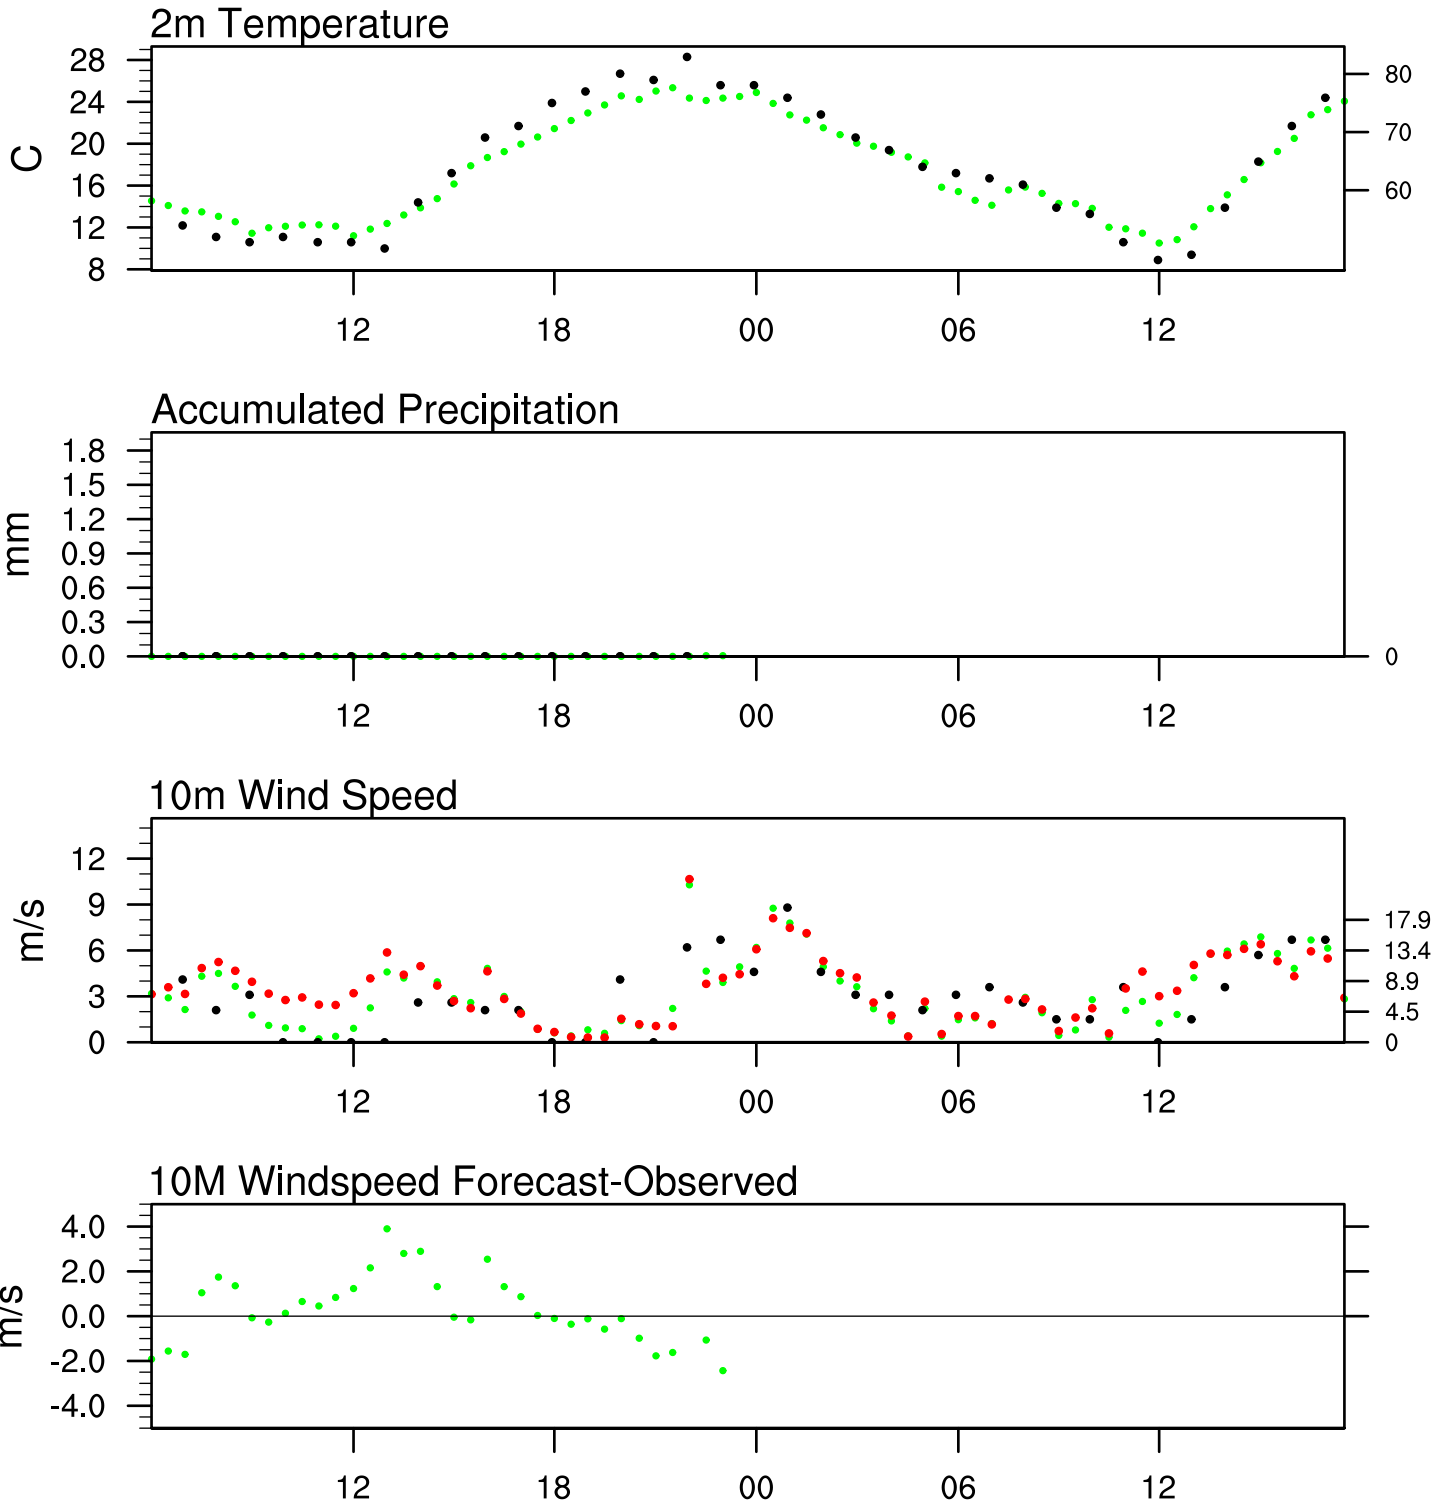 2m Temperature
28
24
20
16
12
8
C
80
70
60
12 18 00 06 12
Accumulated Precipitation
1.8
1.5
1.2
0.9
0.6
0.3
0.0
mm
0
12 18 00 06 12
10m Wind Speed
12
9
6
3
0
m/s
17.9
13.4
8.9
4.5
0
12 18 00 06 12
10M Windspeed Forecast-Observed
4.0
2.0
0.0
-2.0
-4.0
m/s
12 18 00 06 12